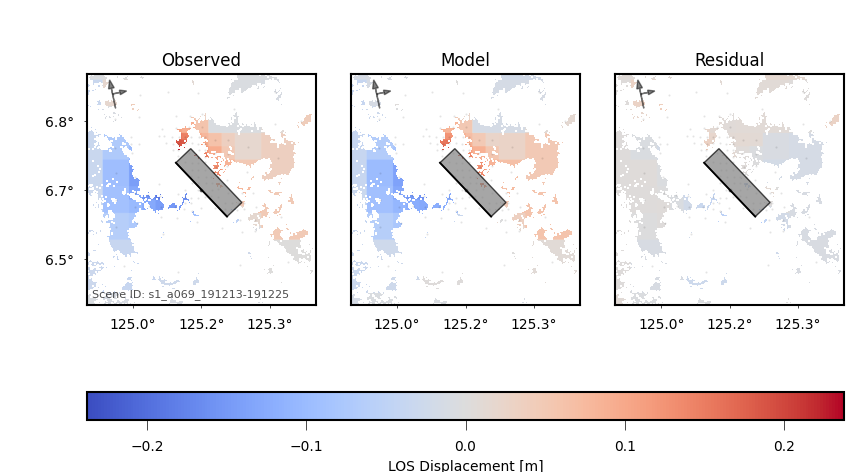 Observed Model Residual
6.8°
6.7°
6.5°
Scene ID: s1_a069_191213-191225
125.0° 125.2° 125.3° 125.0° 125.2° 125.3° 125.0° 125.2° 125.3°
−0.2 −0.1 0.0 0.1 0.2
LOS Displacement [m]